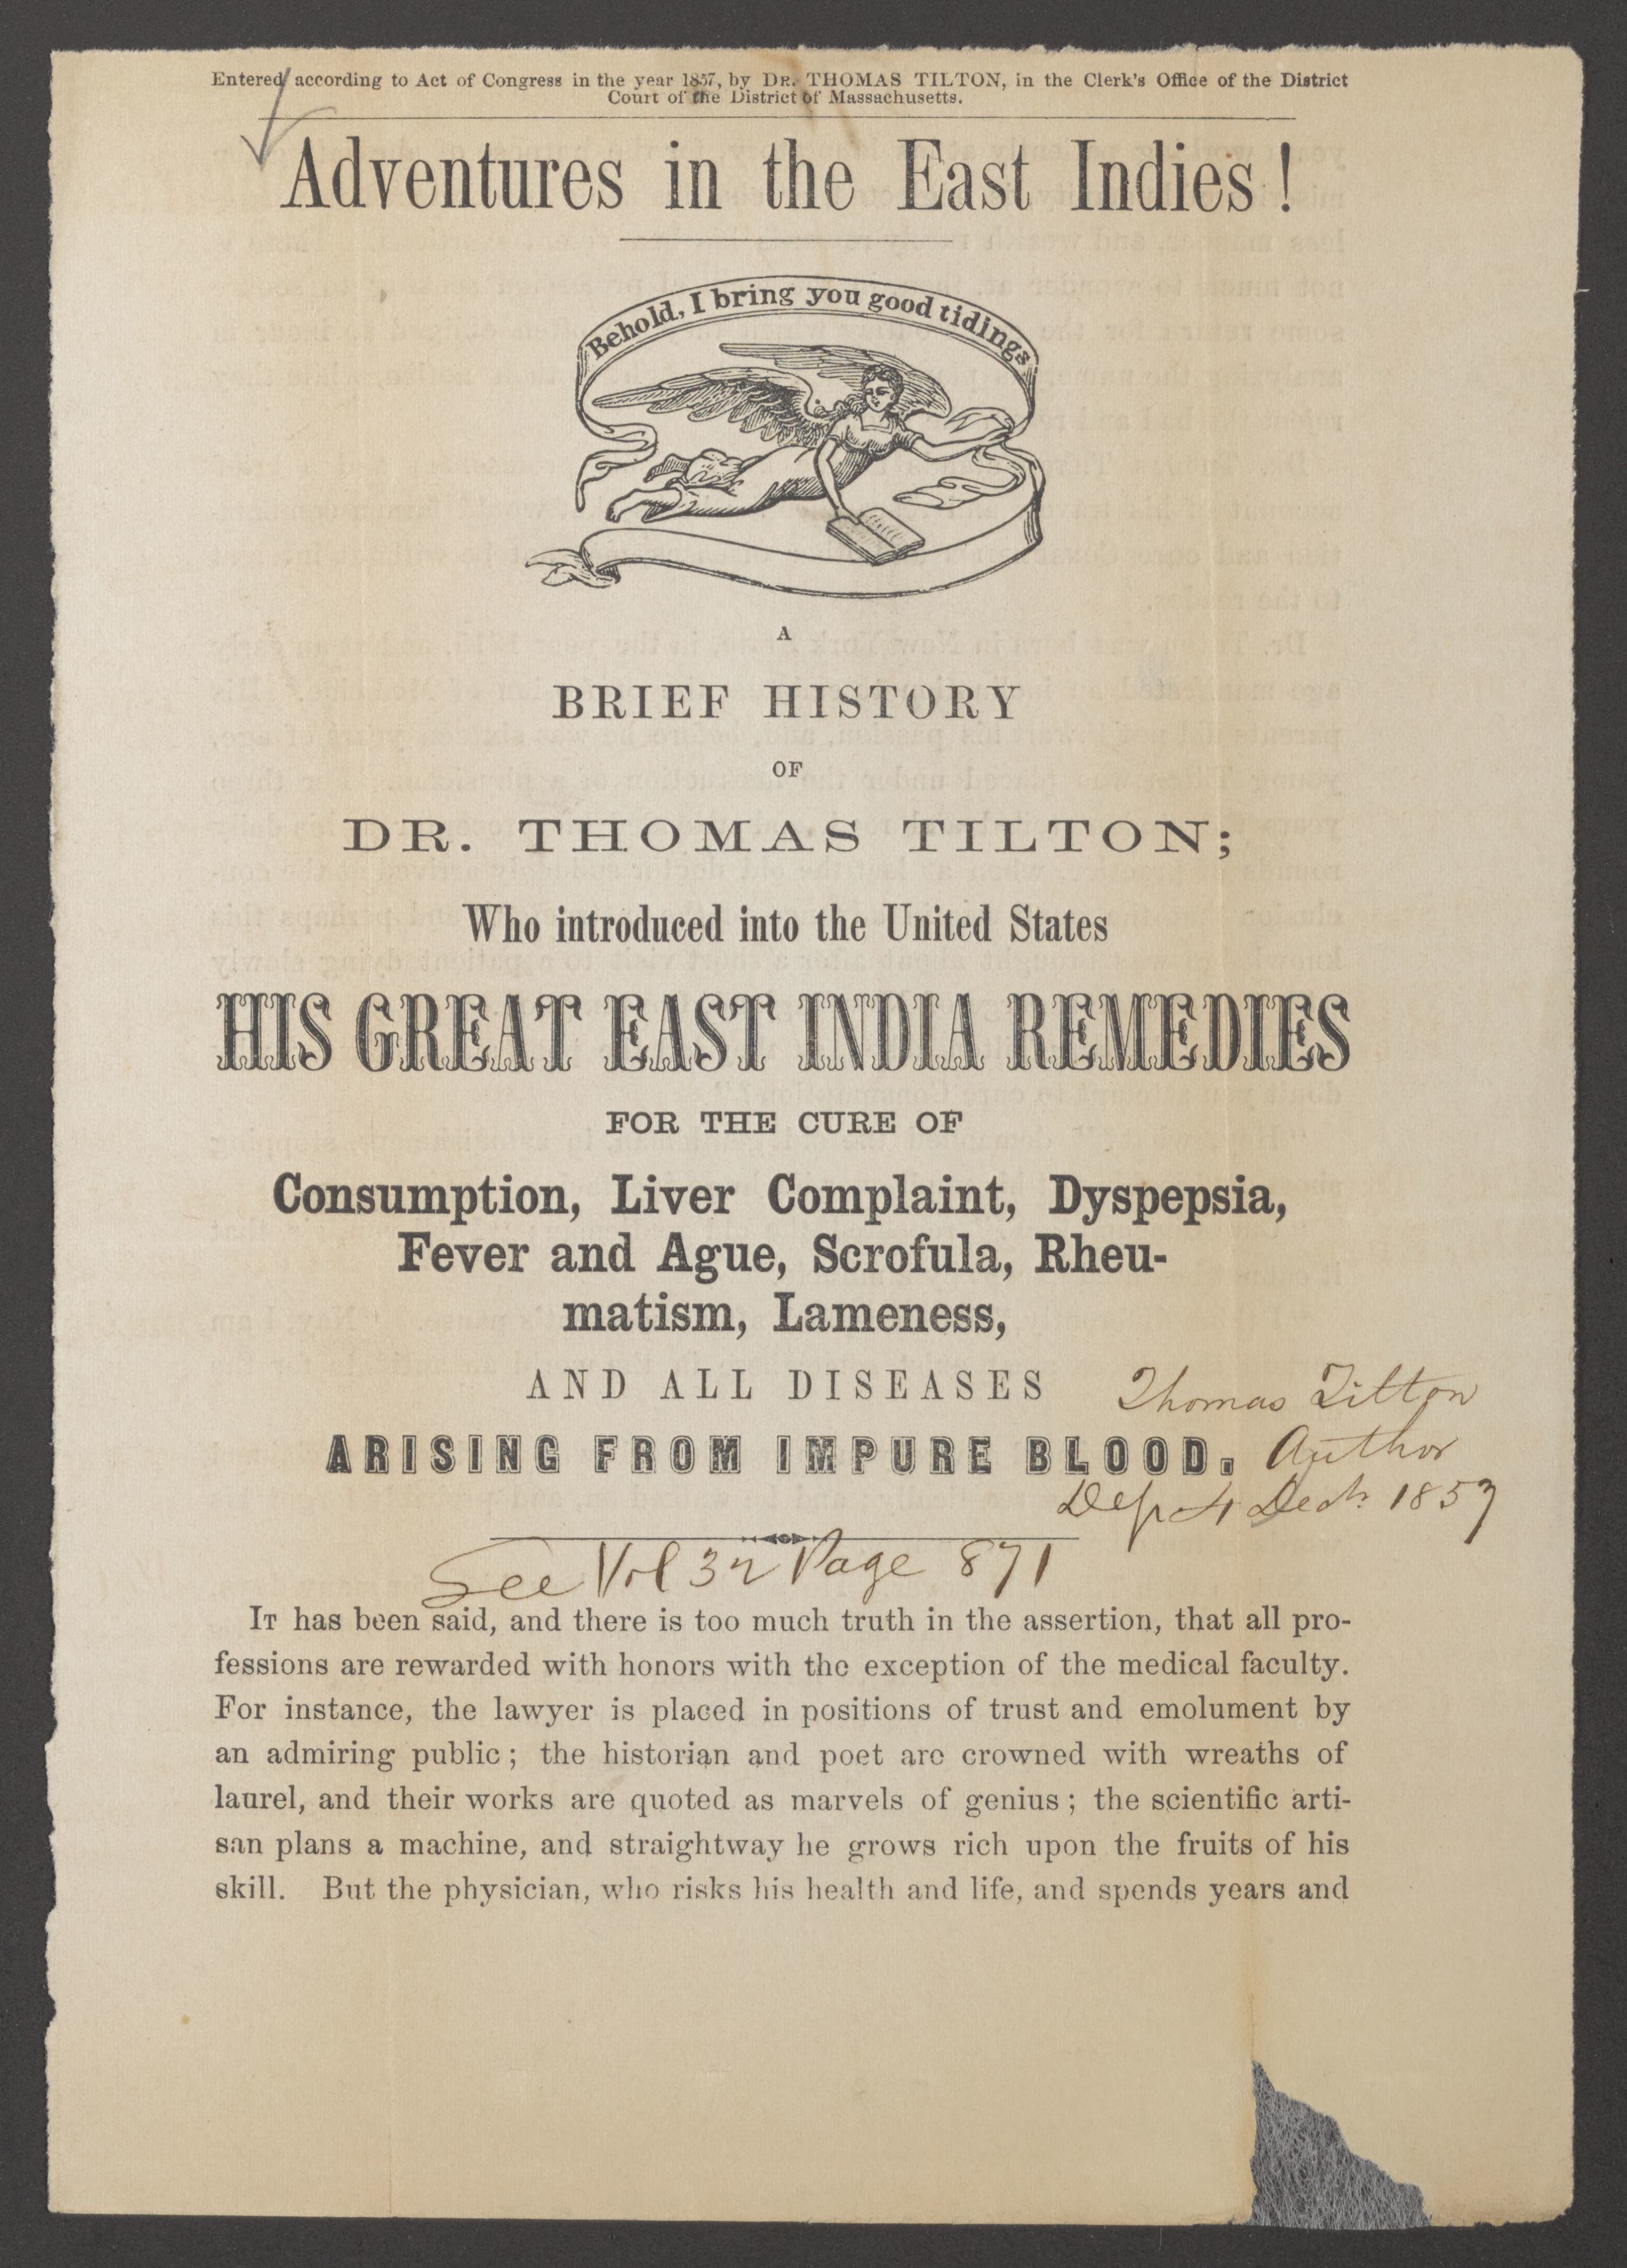 Entered according to Act of Congress in the year 1857, by DR. THOMAS TILTON, in the Clerk's Office of the District
Court of the District of Massachusetts.
Adventures in the East Indies!
Behold, I bring you good tidings
A
BRIEF HISTORY
OF
DR. THOMAS TILTON;
Who introduced into the United States
HIS GREAT EAST INDIA REMEDIES
FOR THE CURE OF
Consumption, Liver Complaint, Dyspepsia,
Fever and Ague, Scrofula, Rheu-
matism, Lameness,
AND ALL DISEASES
Thomas Tilton
ARISING FROM IMPURE BLOOD.
Author
Dep 4 1857
See Vol 32 Page 871
IT has been said, and there is too much truth in the assertion, that all pro-
fessions are rewarded with honors with the exception of the medical faculty.
For instance, the lawyer is placed in positions of trust and emolument by
an admiring public; the historian and poet are crowned with wreaths of
laurel, and their works are quoted as marvels of genius; the scientific arti-
san plans a machine, and straightway he grows rich upon the fruits of his
skill. But the physician, who risks his health and life, and spends years and